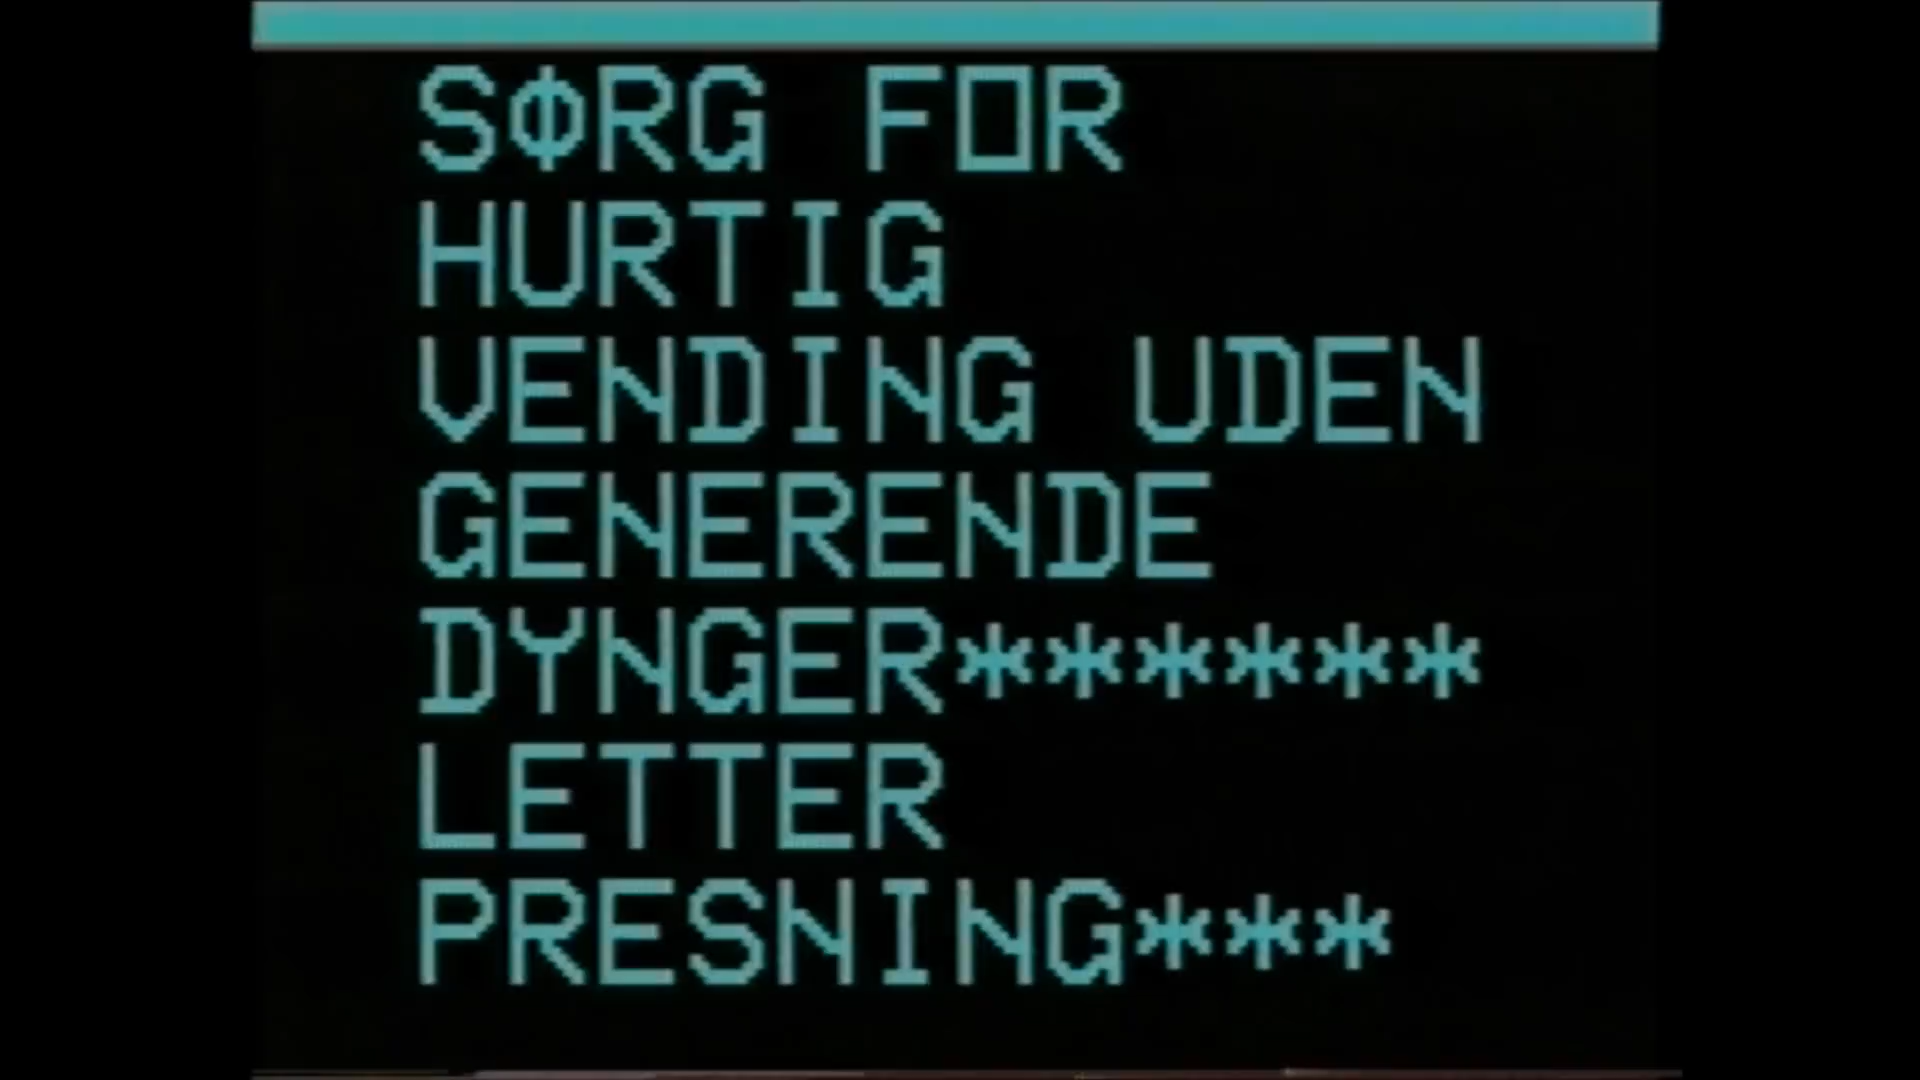 SØRG FOR
HURTIG
VENDING UDEN
GENERENDE
DYNGER******
LETTER
PRESNING***